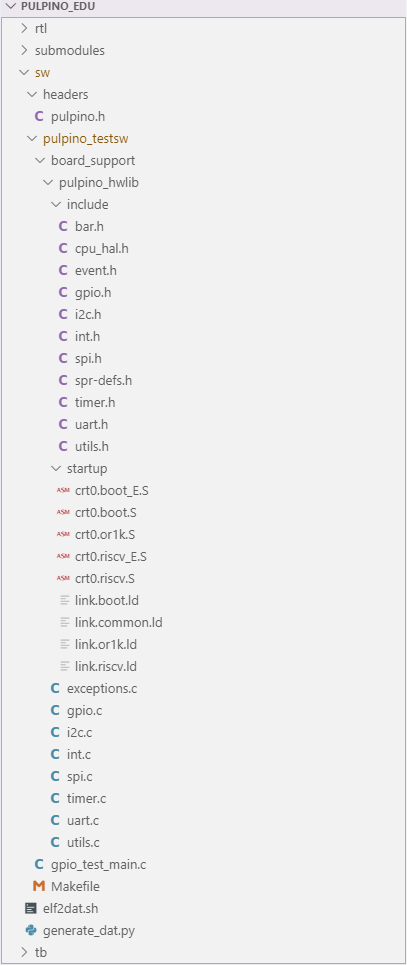 PULPINO_EDU
rtl
submodules
sw
headers
C pulpino.h
pulpino_testsw
board_support
pulpino_hwlib
include
C bar.h
C cpu_hal.h
C event.h
C gpio.h
C i2c.h
C int.h
C spi.h
C spr-defs.h
C timer.h
C uart.h
C utils.h
startup
ASM crt0.boot_E.S
ASM crt0.boot.S
ASM crt0.or1k.S
ASM crt0.riscv_E.S
ASM crt0.riscv.S
link.boot.ld
link.common.ld
link.or1k.ld
link.riscv.ld
C exceptions.c
C gpio.c
C i2c.c
C int.c
C spi.c
C timer.c
C uart.c
C utils.c
C gpio_test_main.c
M Makefile
elf2dat.sh
generate_dat.py
tb